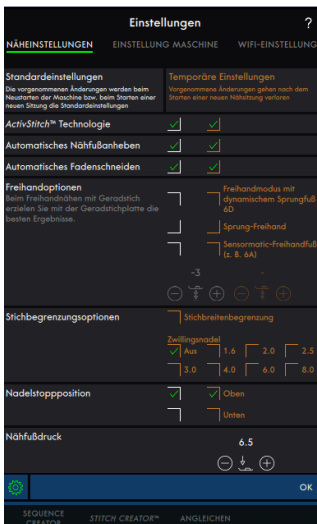 Einstellungen ?
NÄHEINSTELLUNGEN EINSTELLUNG MASCHINE WIFI-EINSTELLUNG
Standardeinstellungen
Die vorgenommenen Änderungen werden beim
Neustarten der Maschine bzw. beim Starten einer
neuen Sitzung die Standardeinstellungen
Temporäre Einstellungen
Vorgenommene Änderungen gehen nach dem
Starten einer neuen Nähsitzung verloren
ActivStitch™ Technologie
Automatisches Nähfußanheben
Automatisches Fadenschneiden
Freihandoptionen
Beim Freihandnähen mit Geradstich
erzielen Sie mit der Geradstichplatte die
besten Ergebnisse.
Freihandmodus mit
dynamischem Sprungfuß
6D
Sprung-Freihand
Sensormatic-Freihandfuß
(z. B. 6A)
-3 -
Stichbegrenzungsoptionen
Stichbreitenbegrenzung
Zwillingsnadel
Aus 1.6 2.0 2.5
3.0 4.0 6.0 8.0
Nadelstoppposition
Oben
Unten
Nähfußdruck
6.5
OK
SEQUENCE
CREATOR
STITCH CREATOR™
ANGLEICHEN